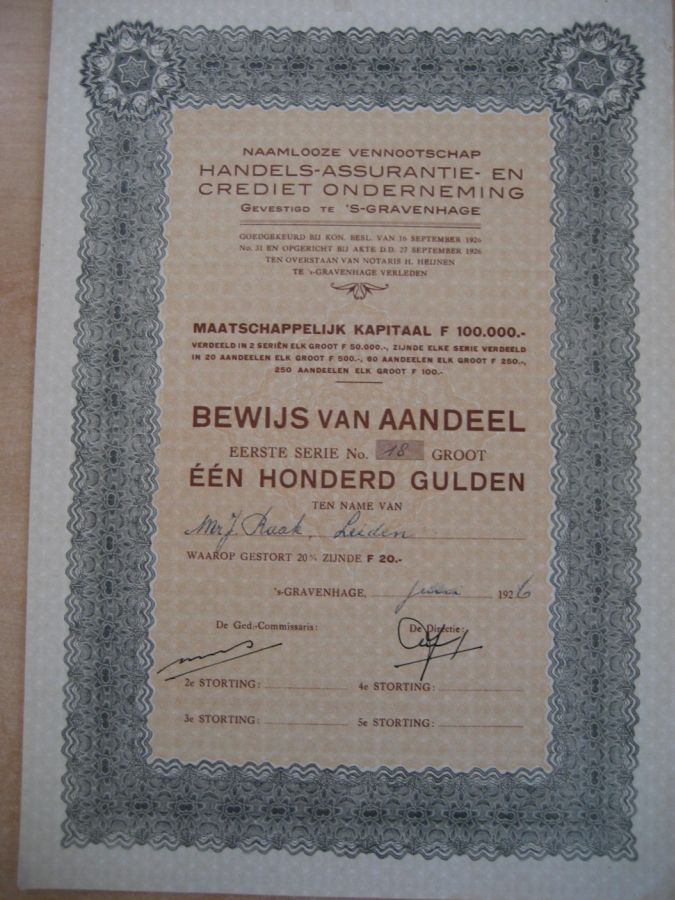 NAAMLOOZE VENNOOTSCHAP
HANDELS-ASSURANTIE- EN
CREDIET ONDERNEMING
GEVESTIGD TE 'S-GRAVENHAGE
GOEDGEKEURD BIJ KON. BESL. VAN 16 SEPTEMBER 1926
No. 31 EN OPGERICHT BIJ AKTE D.D. 27 SEPTEMBER 1926
TEN OVERSTAAN VAN NOTARIS H. HEIJNEN
TE 's-GRAVENHAGE VERLEDEN
MAATSCHAPPELIJK KAPITAAL F 100.000.-
VERDEELD IN 2 SERIËN ELK GROOT F 50.000.-, ZIJNDE ELKE SERIE VERDEELD
IN 20 AANDEELEN ELK GROOT F 500.-, 60 AANDEELEN ELK GROOT F 250.-,
250 AANDEELEN ELK GROOT F 100.-
BEWIJS VAN AANDEEL
EERSTE SERIE No. 18 GROOT
ÉÉN HONDERD GULDEN
TEN NAME VAN
Mr J. Raak, Leiden
WAAROP GESTORT 20% ZIJNDE F 20.-
's-GRAVENHAGE, 1926
De Ged.-Commissaris: De Directie:
2e STORTING: 4e STORTING:
3e STORTING: 5e STORTING: